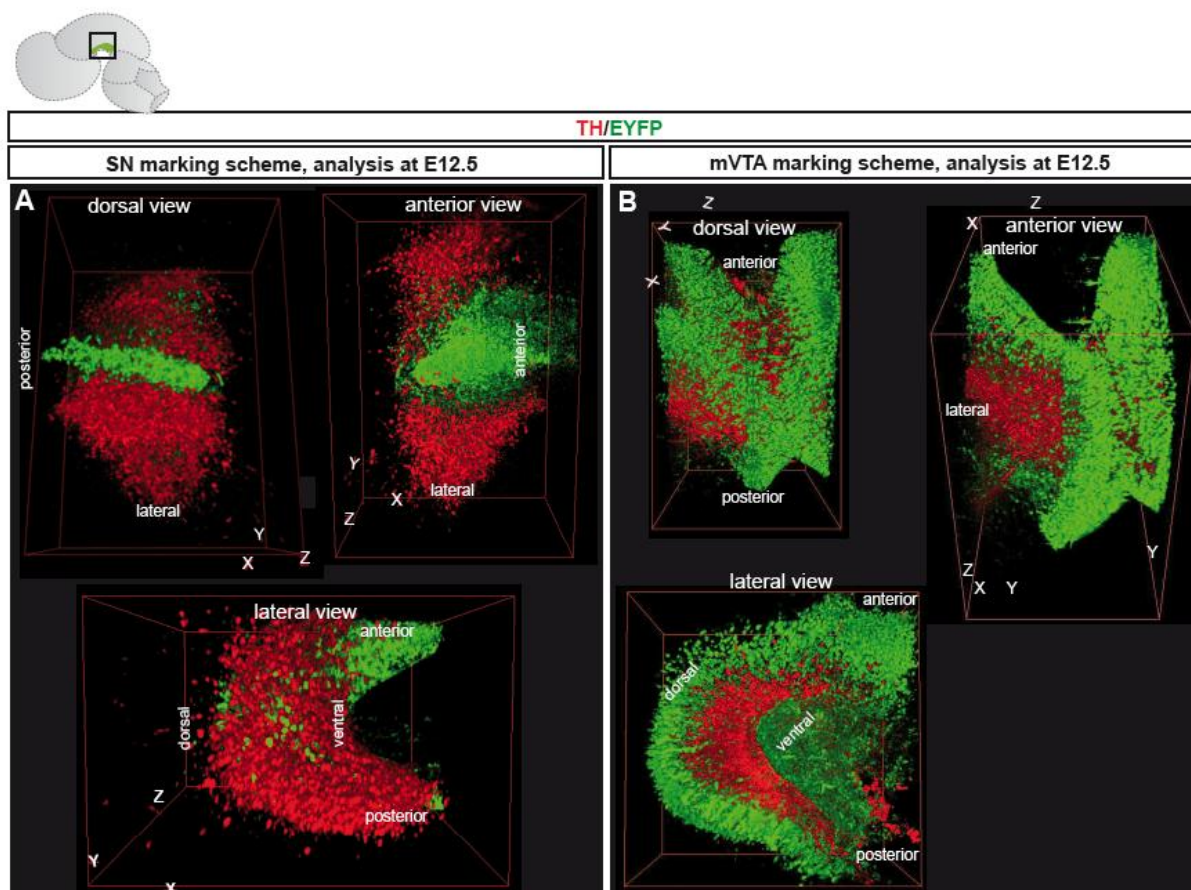 TH/EYFP
SN marking scheme, analysis at E12.5
mVTA marking scheme, analysis at E12.5
A
dorsal view
posterior
lateral
Y
X
Z
anterior view
anterior
Y
X
Z
lateral
lateral view
anterior
dorsal
ventral
Z
posterior
Y
X
B
Z
Y
dorsal view
anterior
X
posterior
Z
X
anterior view
anterior
lateral
Y
Z
X Y
lateral view
anterior
dorsal
ventral
posterior